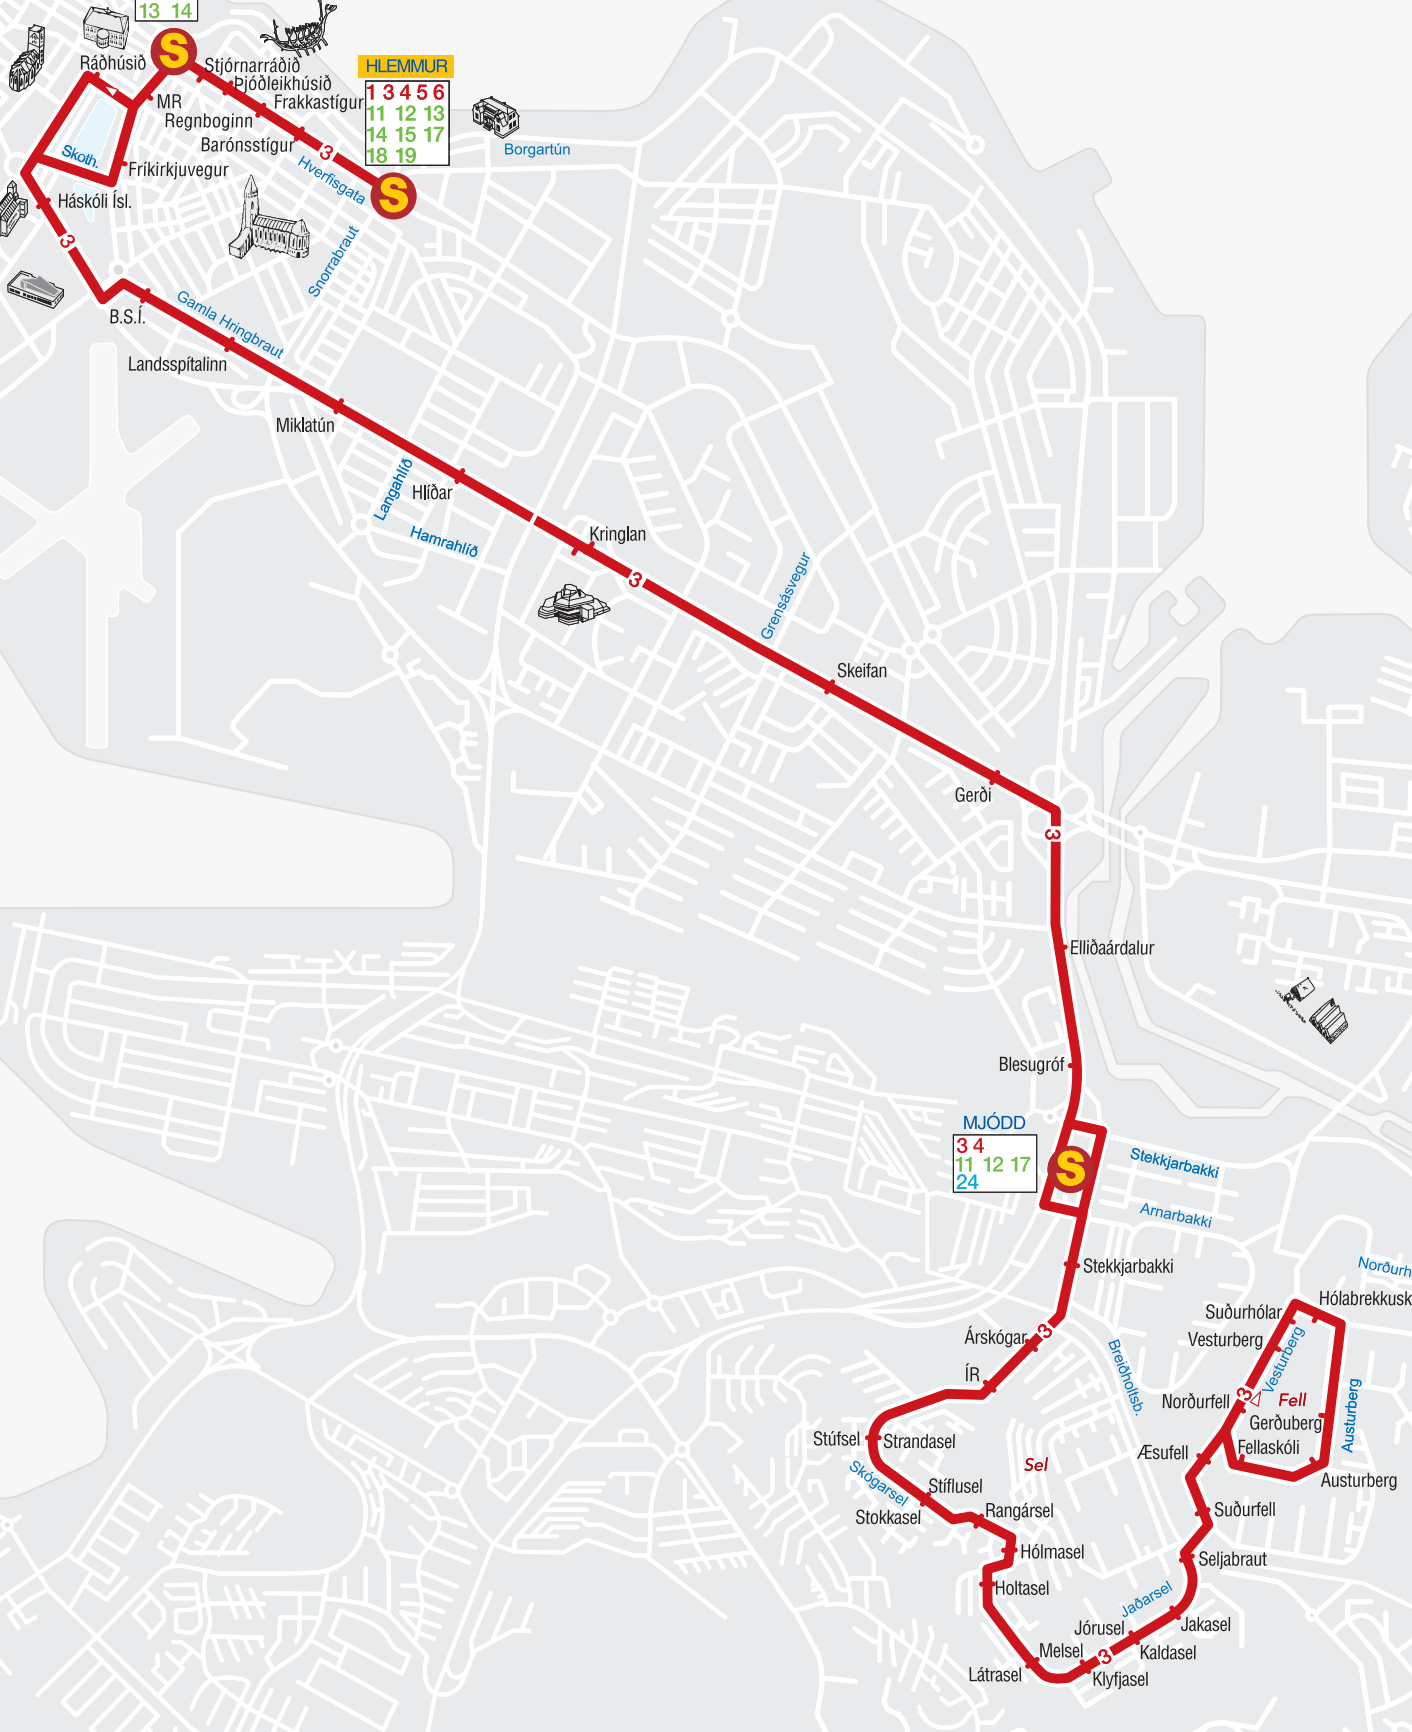 13 14
S
Ráðhúsið
Stjórnarráðið
Þjóðleikhúsið
MR
Frakkastígur
Regnboginn
Barónsstígur
3
Hverfisgata
HLEMMUR
1 3 4 5 6
11 12 13
14 15 17
18 19
S
Borgartún
Skoth.
Fríkirkjuvegur
Háskóli Ísl.
3
Snorrabraut
B.S.Í.
Gamla Hringbraut
Landsspítalinn
Miklatún
Langahlíð
Hlíðar
Hamrahlíð
Kringlan
3
Grensásvegur
Skeifan
Gerði
3
Elliðaárdalur
Blesugróf
MJÓDD
3 4
11 12 17
24
S
Stekkjarbakki
Arnarbakki
Stekkjarbakki
Norðurh
Hólabrekkusk
Suðurhólar
Vesturberg
Vesturberg
Árskógar
3
ÍR
Breiðholtsb.
Norðurfell
3
Fell
Gerðuberg
Austurberg
Fellaskóli
Æsufell
Austurberg
Stúfsel
Strandasel
Skógarsel
Sel
Stíflusel
Stokkasel
Rangársel
Suðurfell
Hólmasel
Seljabraut
Holtasel
Jaðarsel
Jórusel
Jakasel
Melsel
3
Kaldasel
Látrasel
Klyfjasel